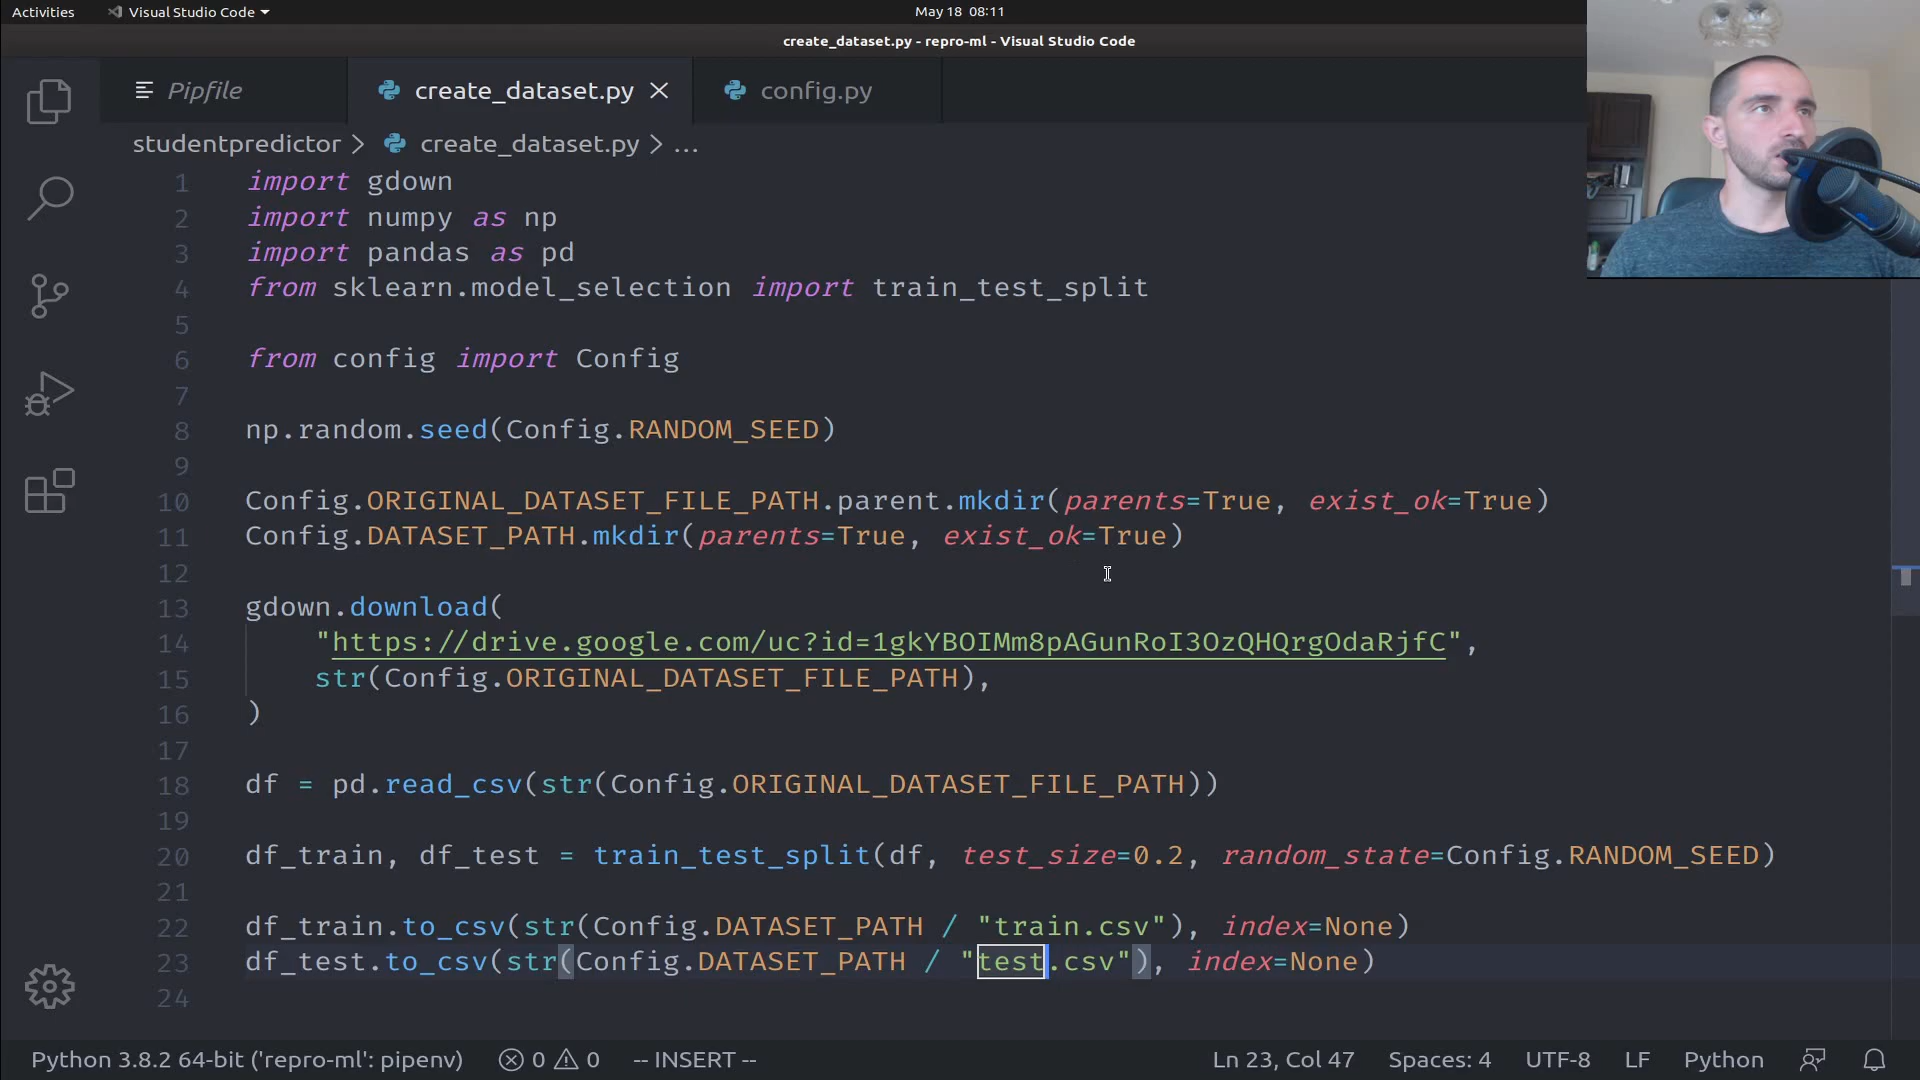 Activities Visual Studio Code May 18 08:11
create_dataset.py - repro-ml - Visual Studio Code
Pipfile create_dataset.py config.py
studentpredictor > create_dataset.py > ...
1 import gdown
2 import numpy as np
3 import pandas as pd
4 from sklearn.model_selection import train_test_split
5
6 from config import Config
7
8 np.random.seed(Config.RANDOM_SEED)
9
10 Config.ORIGINAL_DATASET_FILE_PATH.parent.mkdir(parents=True, exist_ok=True)
11 Config.DATASET_PATH.mkdir(parents=True, exist_ok=True)
12
13 gdown.download(
14 "https://drive.google.com/uc?id=1gkYBOIMm8pAGunRoI3OzQHQrgOdaRjfC",
15 str(Config.ORIGINAL_DATASET_FILE_PATH),
16 )
17
18 df = pd.read_csv(str(Config.ORIGINAL_DATASET_FILE_PATH))
19
20 df_train, df_test = train_test_split(df, test_size=0.2, random_state=Config.RANDOM_SEED)
21
22 df_train.to_csv(str(Config.DATASET_PATH / "train.csv"), index=None)
23 df_test.to_csv(str(Config.DATASET_PATH / "test.csv"), index=None)
24
Python 3.8.2 64-bit ('repro-ml': pipenv) 0 0 -- INSERT -- Ln 23, Col 47 Spaces: 4 UTF-8 LF Python